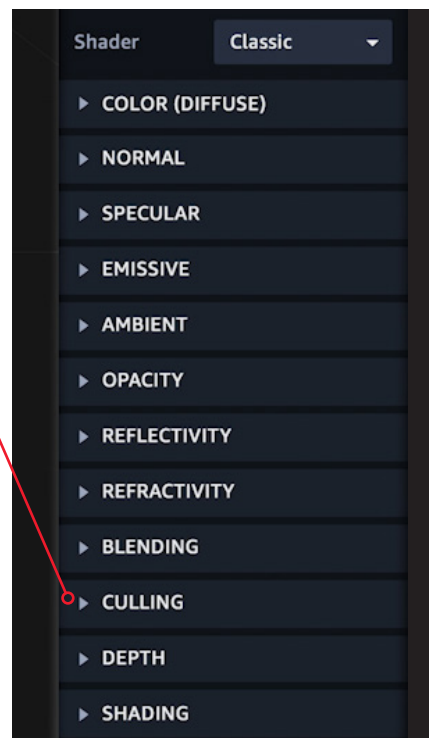 Shader Classic
COLOR (DIFFUSE)
NORMAL
SPECULAR
EMISSIVE
AMBIENT
OPACITY
REFLECTIVITY
REFRACTIVITY
BLENDING
CULLING
DEPTH
SHADING